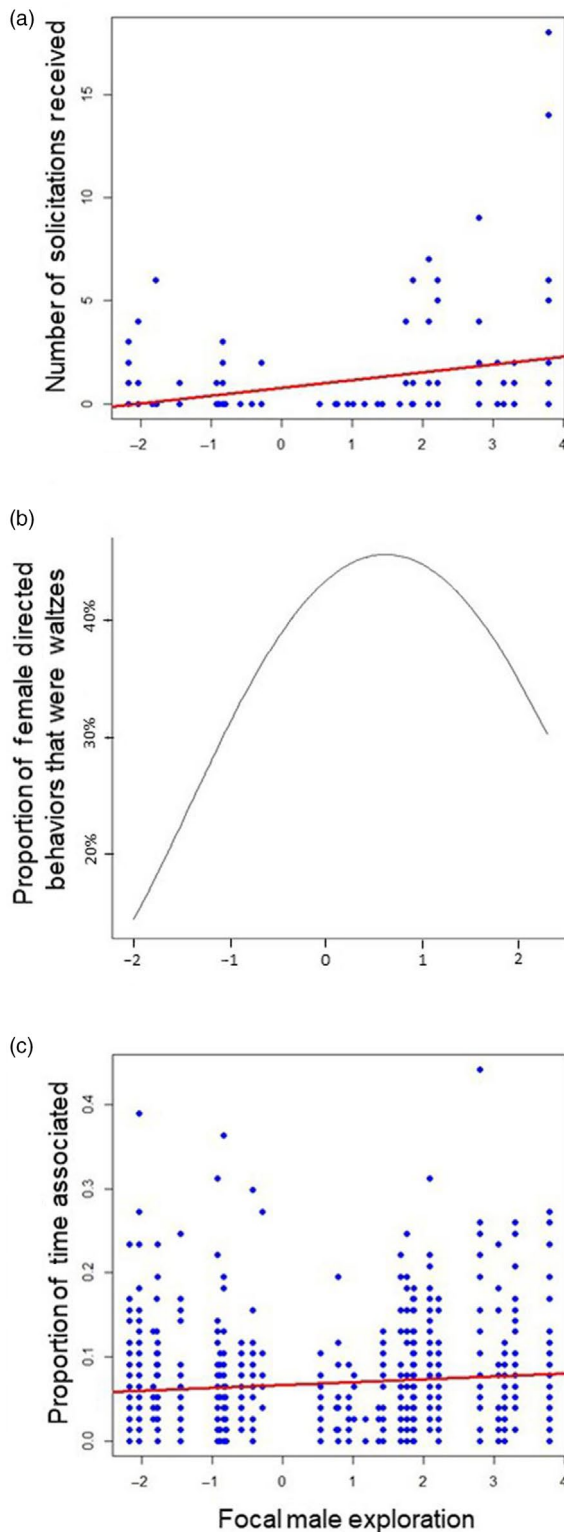 (a)
Number of solicitations received
15
10
5
0
−2 −1 0 1 2 3 4
(b)
Proportion of female directed
behaviors that were waltzes
40%
30%
20%
−2 −1 0 1 2
(c)
Proportion of time associated
0.4
0.3
0.2
0.1
0.0
−2 −1 0 1 2 3 4
Focal male exploration